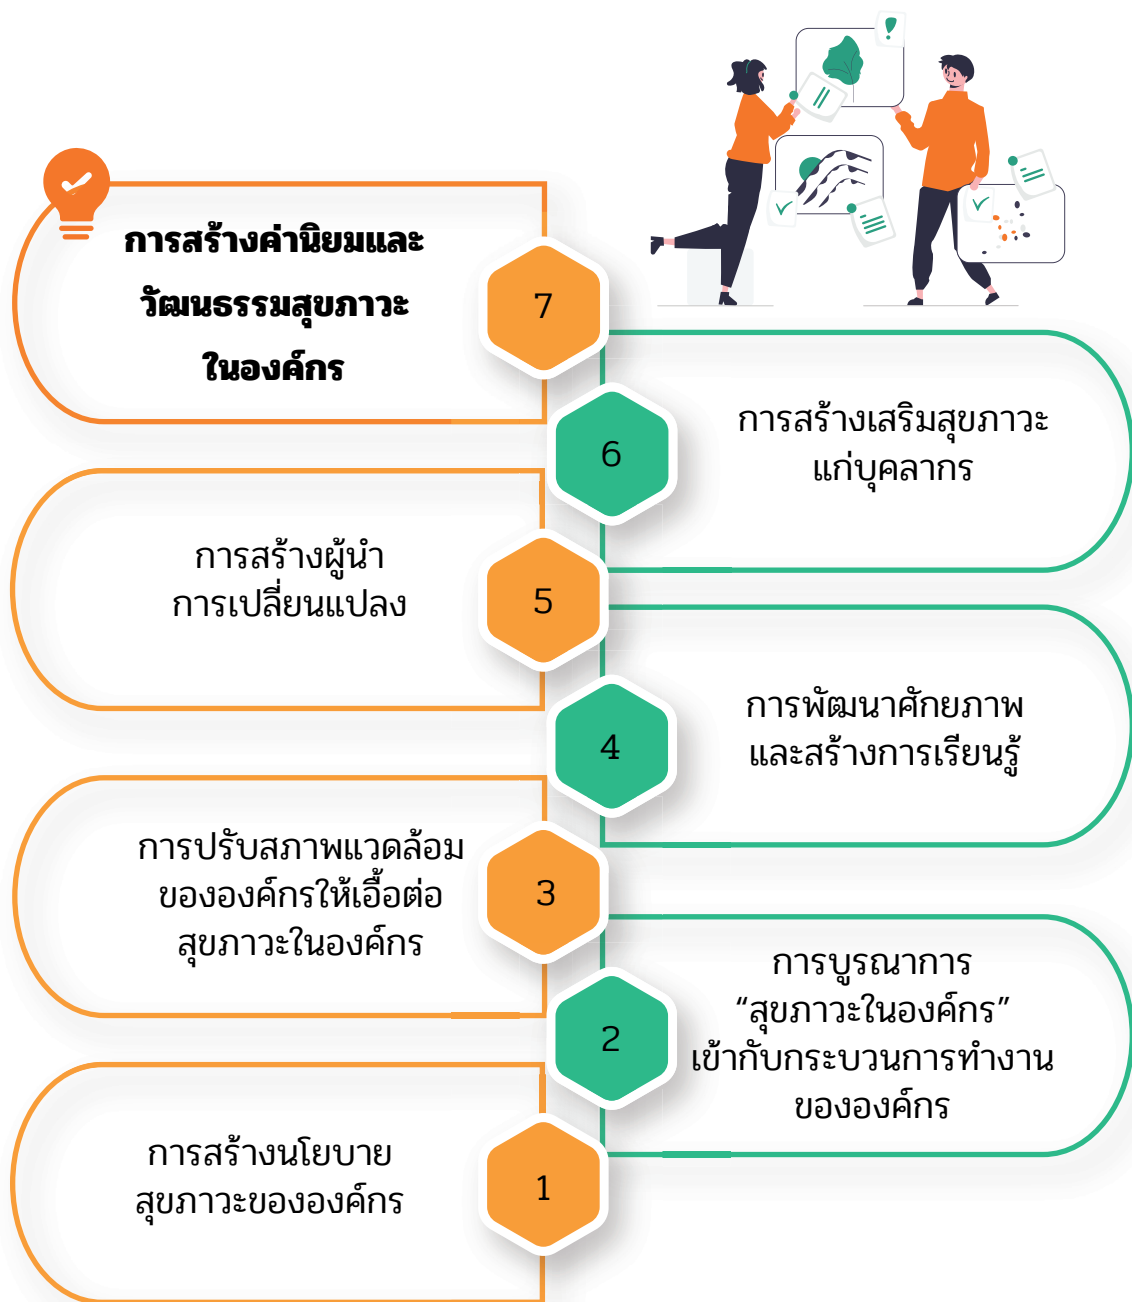 การสร้างค่านิยมและ
วัฒนธรรมสุขภาวะ
ในองค์กร
7
การสร้างเสริมสุขภาวะ
แก่บุคลากร
6
การสร้างผู้นำ
การเปลี่ยนแปลง
5
การพัฒนาศักยภาพ
และสร้างการเรียนรู้
4
การปรับสภาพแวดล้อม
ขององค์กรให้เอื้อต่อ
สุขภาวะในองค์กร
3
การบูรณาการ
“สุขภาวะในองค์กร”
เข้ากับกระบวนการทำงาน
ขององค์กร
2
การสร้างนโยบาย
สุขภาวะขององค์กร
1